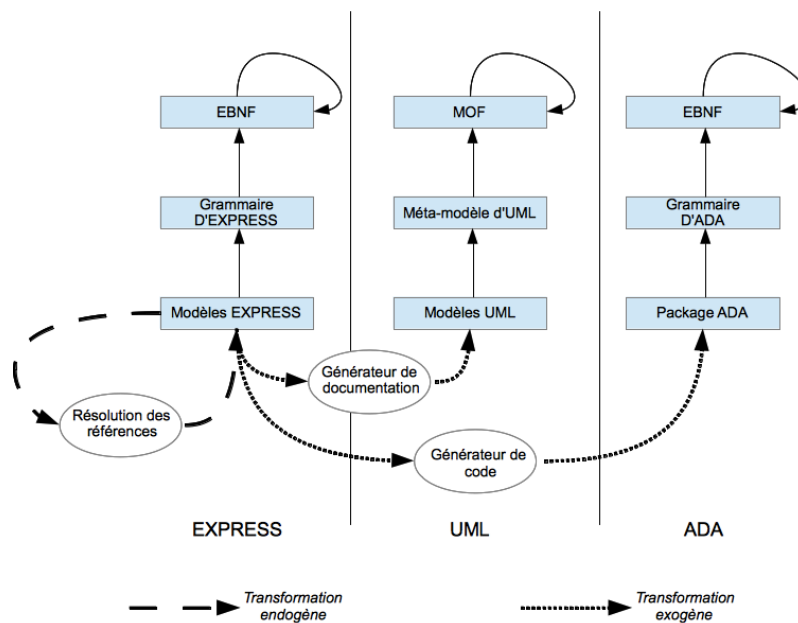 EBNF
MOF
EBNF
Grammaire
D'EXPRESS
Méta-modèle d'UML
Grammaire
D'ADA
Modèles EXPRESS
Modèles UML
Package ADA
Générateur de
documentation
Résolution des
références
Générateur de
code
EXPRESS
UML
ADA
Transformation
endogène
Transformation
exogène